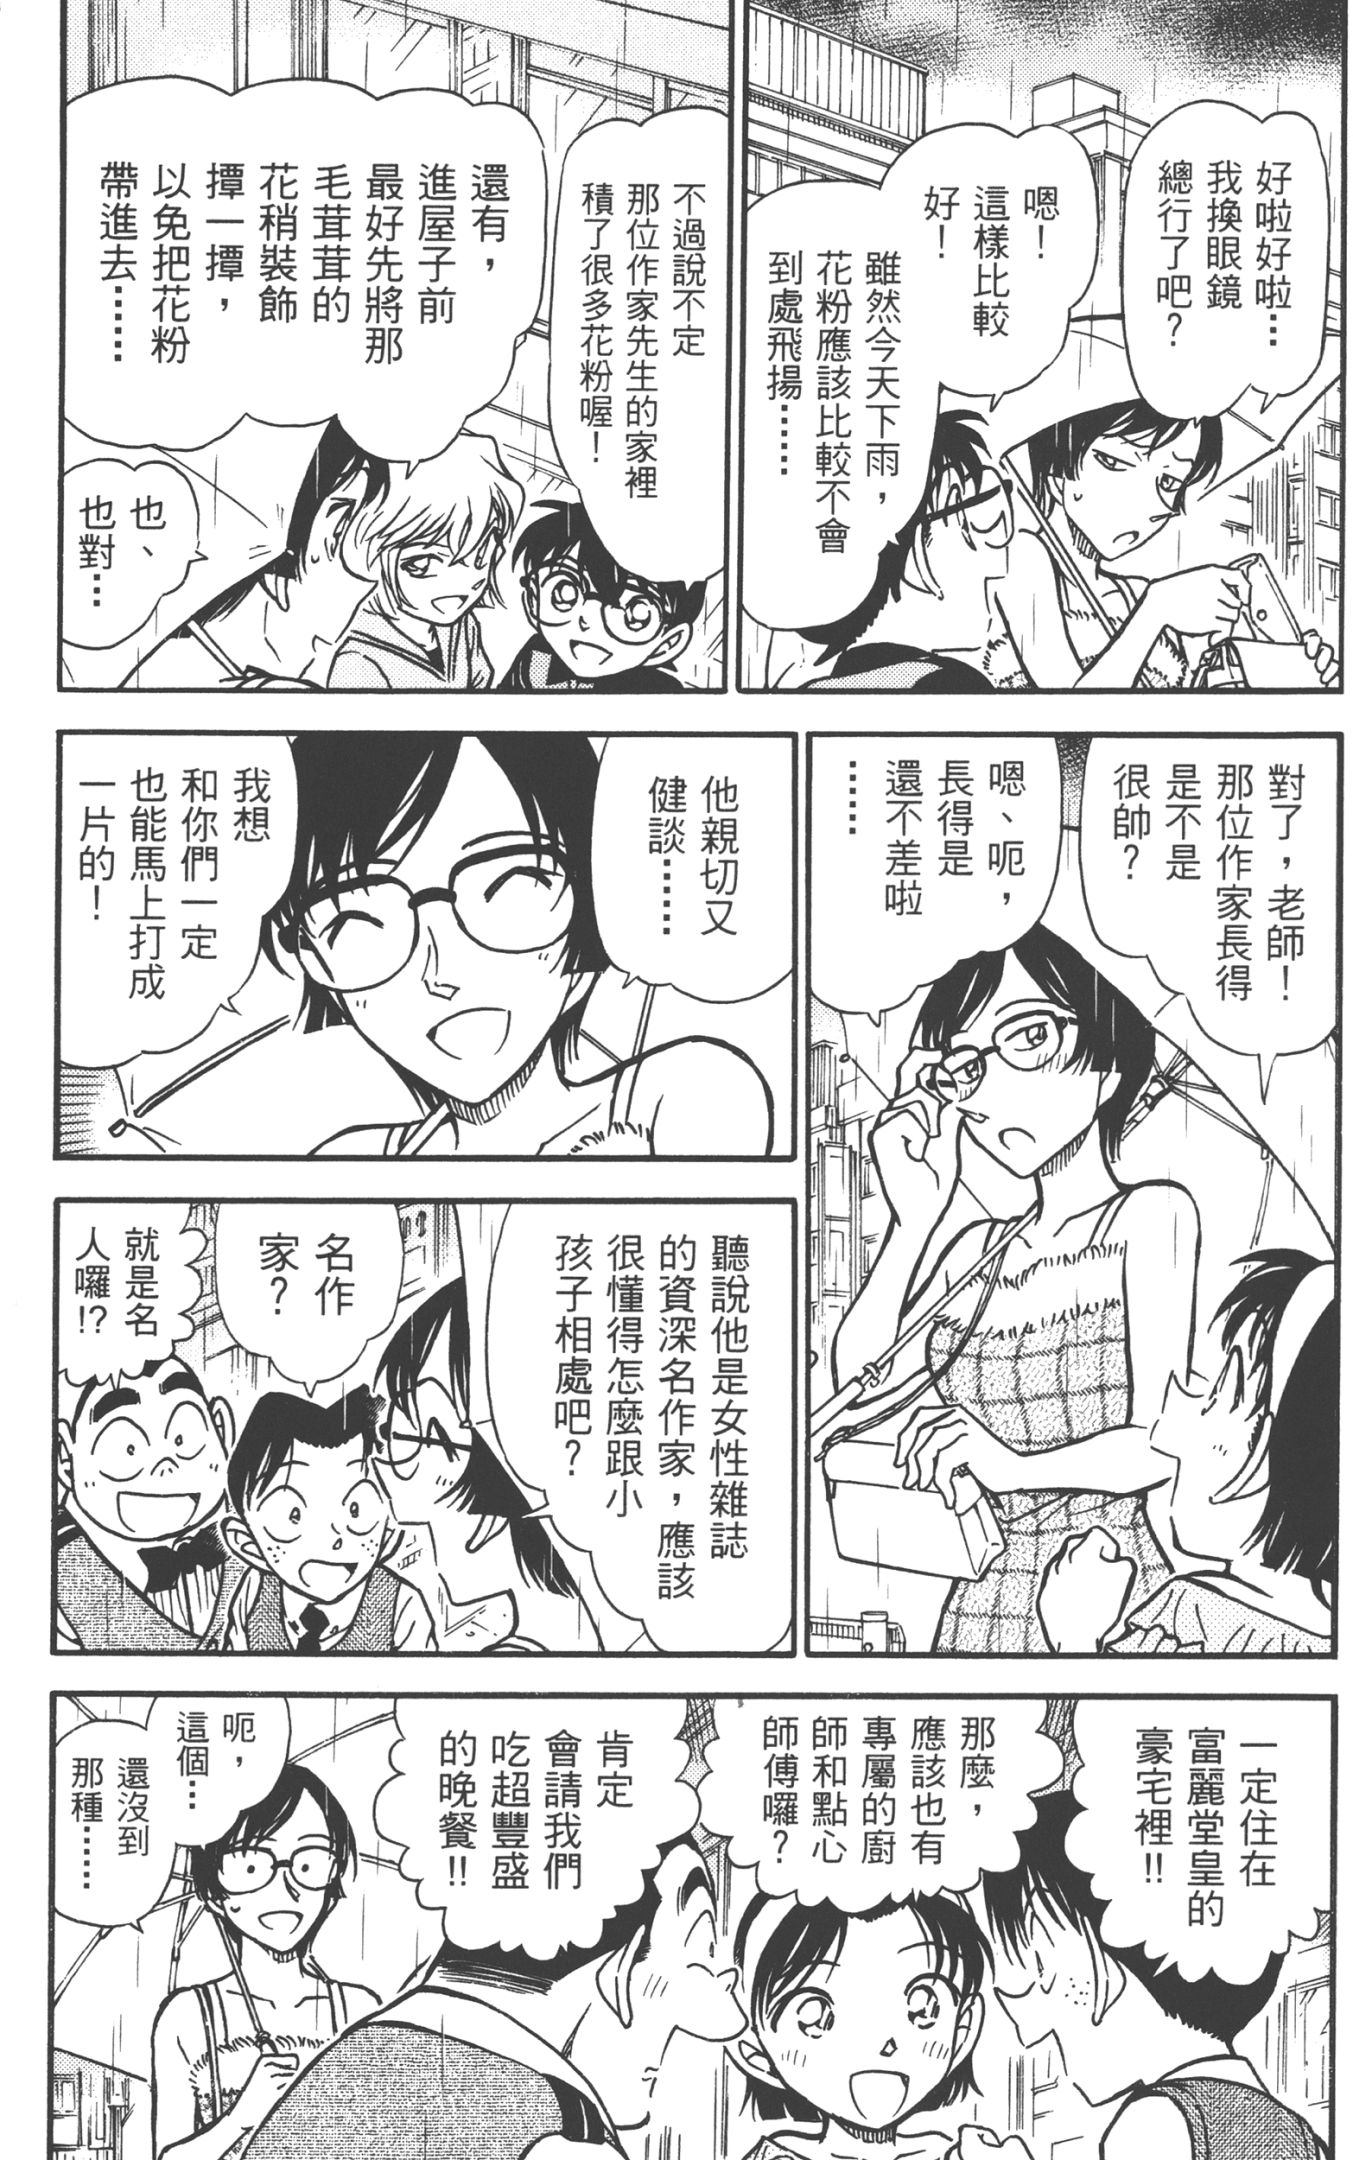 好啦好啦…
我換眼鏡
總行了吧？
嗯！
這樣比較
好！
雖然今天下雨，
花粉應該比較不會
到處飛揚……
不過說不定
那位作家先生的家裡
積了很多花粉喔！
還有，
進屋子前
最好先將那
毛茸茸的
花稍裝飾
撢一撢，
以免把花粉
帶進去……
也、
也對…
對了，老師！
那位作家長得
是不是
很帥？
嗯、呃，
長得是
還不差啦
……
他親切又
健談……
我想
和你們一定
也能馬上打成
一片的！
聽說他是女性雜誌
的資深名作家，應該
很懂得怎麼跟小
孩子相處吧？
名作
家？
就是名
人囉!?
一定住在
富麗堂皇的
豪宅裡!!
那麼，
應該也有
專屬的廚
師和點心
師傅囉？
肯定
會請我們
吃超豐盛
的晚餐!!
呃，
這個…
還沒到
那種……